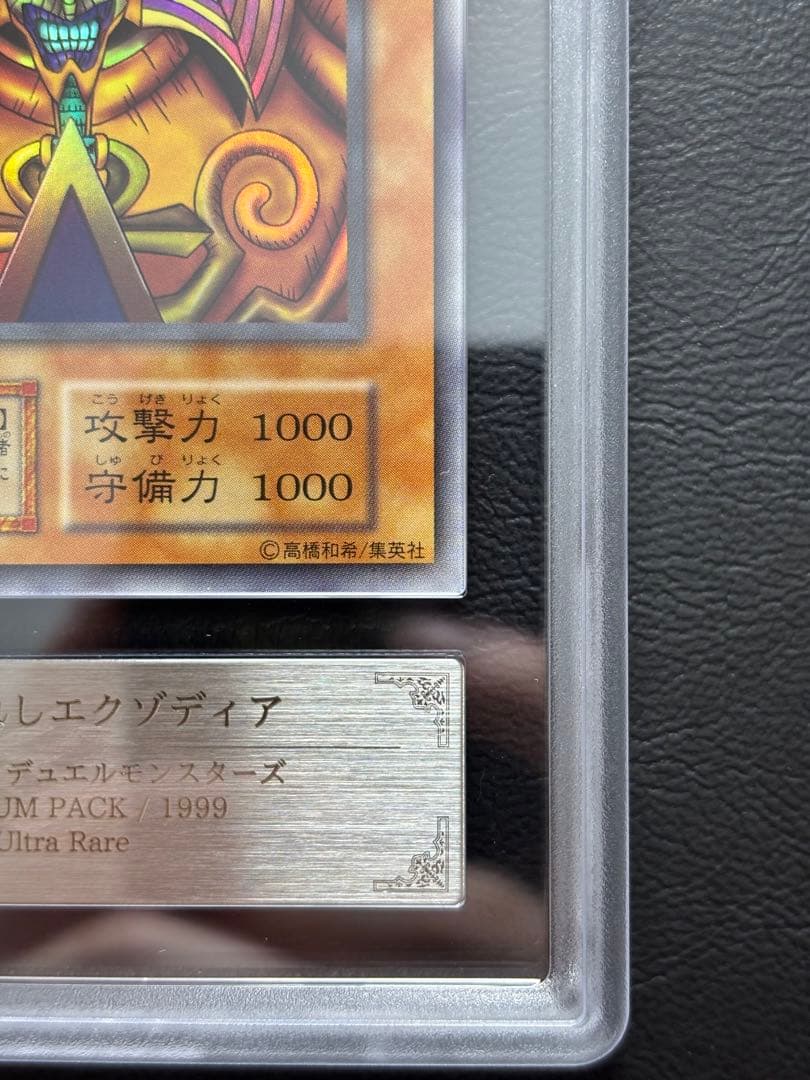 】
に
こう げき りょく
攻撃力 1000
しゅ び りょく
守備力 1000
©高橋和希/集英社
しエクゾディア
デュエルモンスターズ
UM PACK / 1999
Ultra Rare